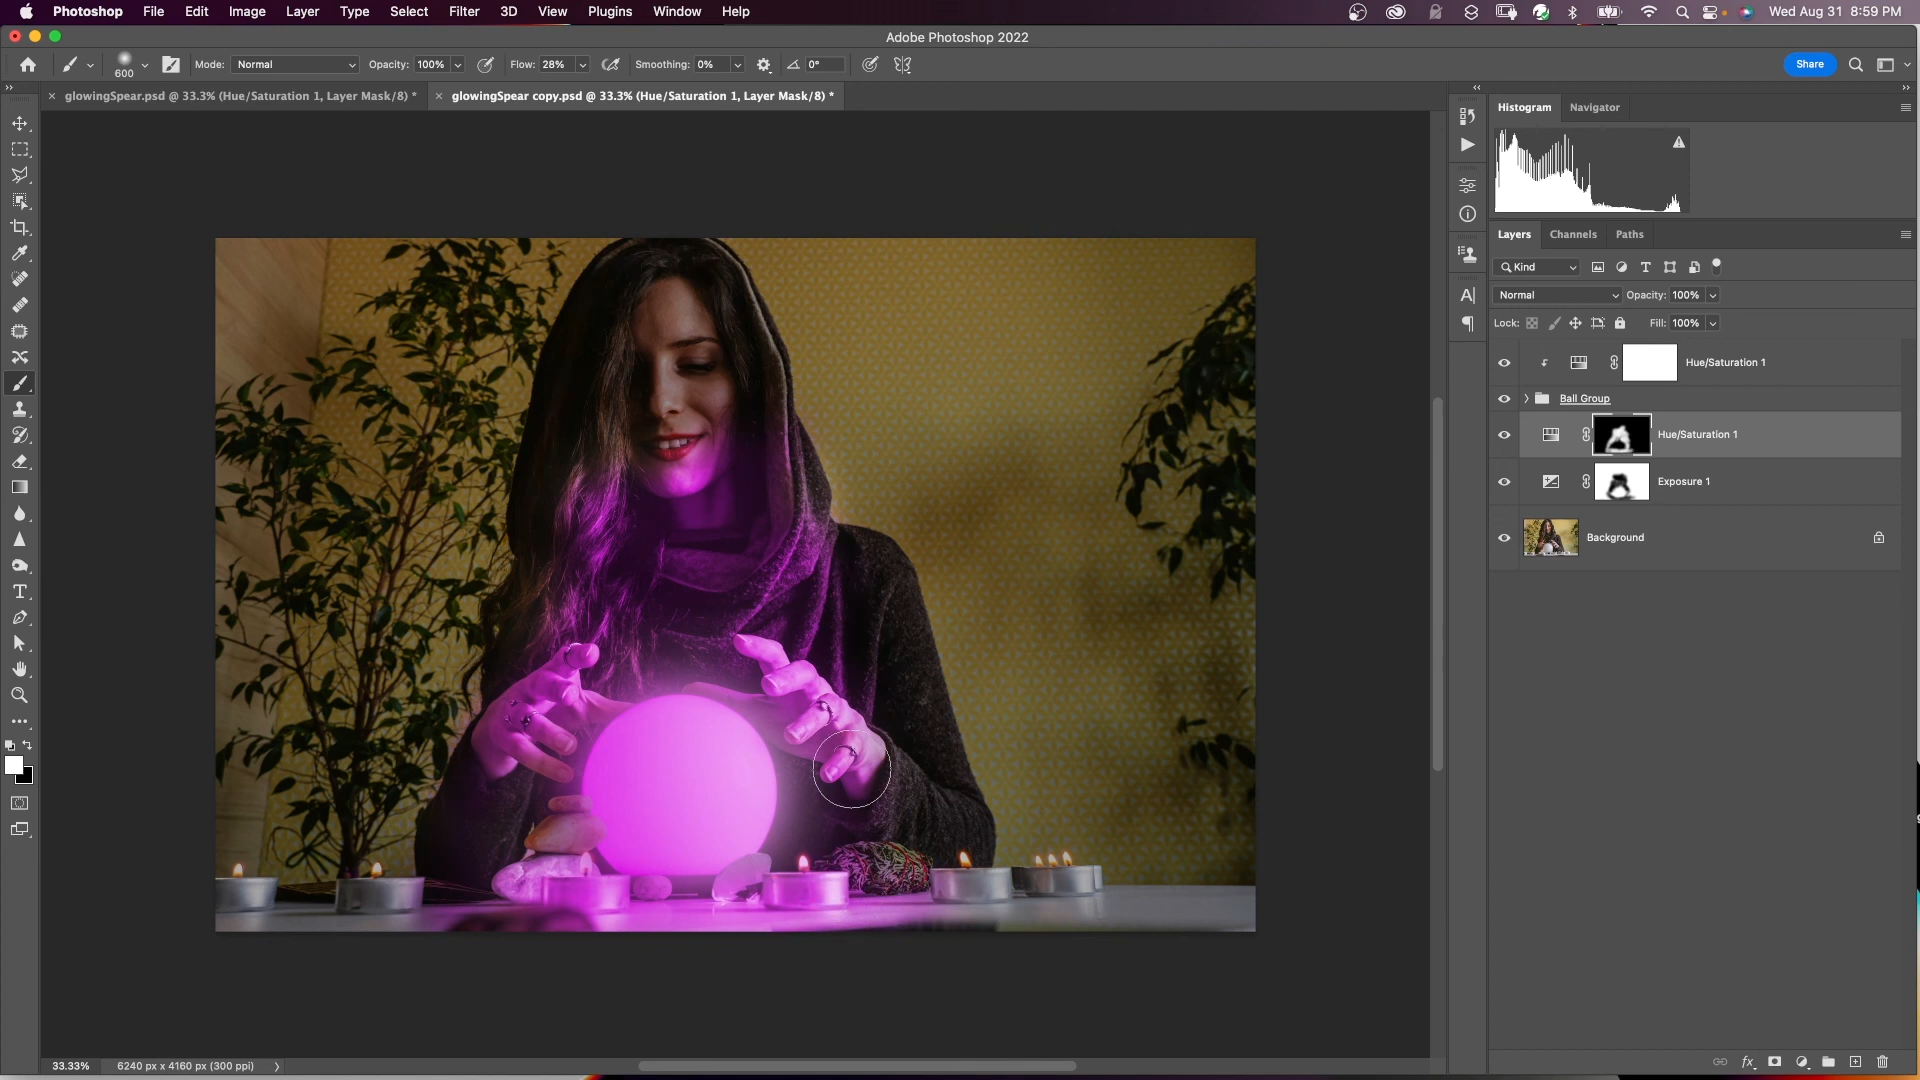 Photoshop File Edit Image Layer Type Select Filter 3D View Plugins Window Help Wed Aug 31 8:59 PM
Adobe Photoshop 2022
600 Mode: Normal Opacity: 100% Flow: 28% Smoothing: 0% 0° Share
glowingSpear.psd @ 33.3% (Hue/Saturation 1, Layer Mask/8) * glowingSpear copy.psd @ 33.3% (Hue/Saturation 1, Layer Mask/8) *
Histogram Navigator
Layers Channels Paths
Kind
Normal Opacity: 100%
Lock: Fill: 100%
Hue/Saturation 1
Ball Group
Hue/Saturation 1
Exposure 1
Background
33.33% 6240 px x 4160 px (300 ppi)